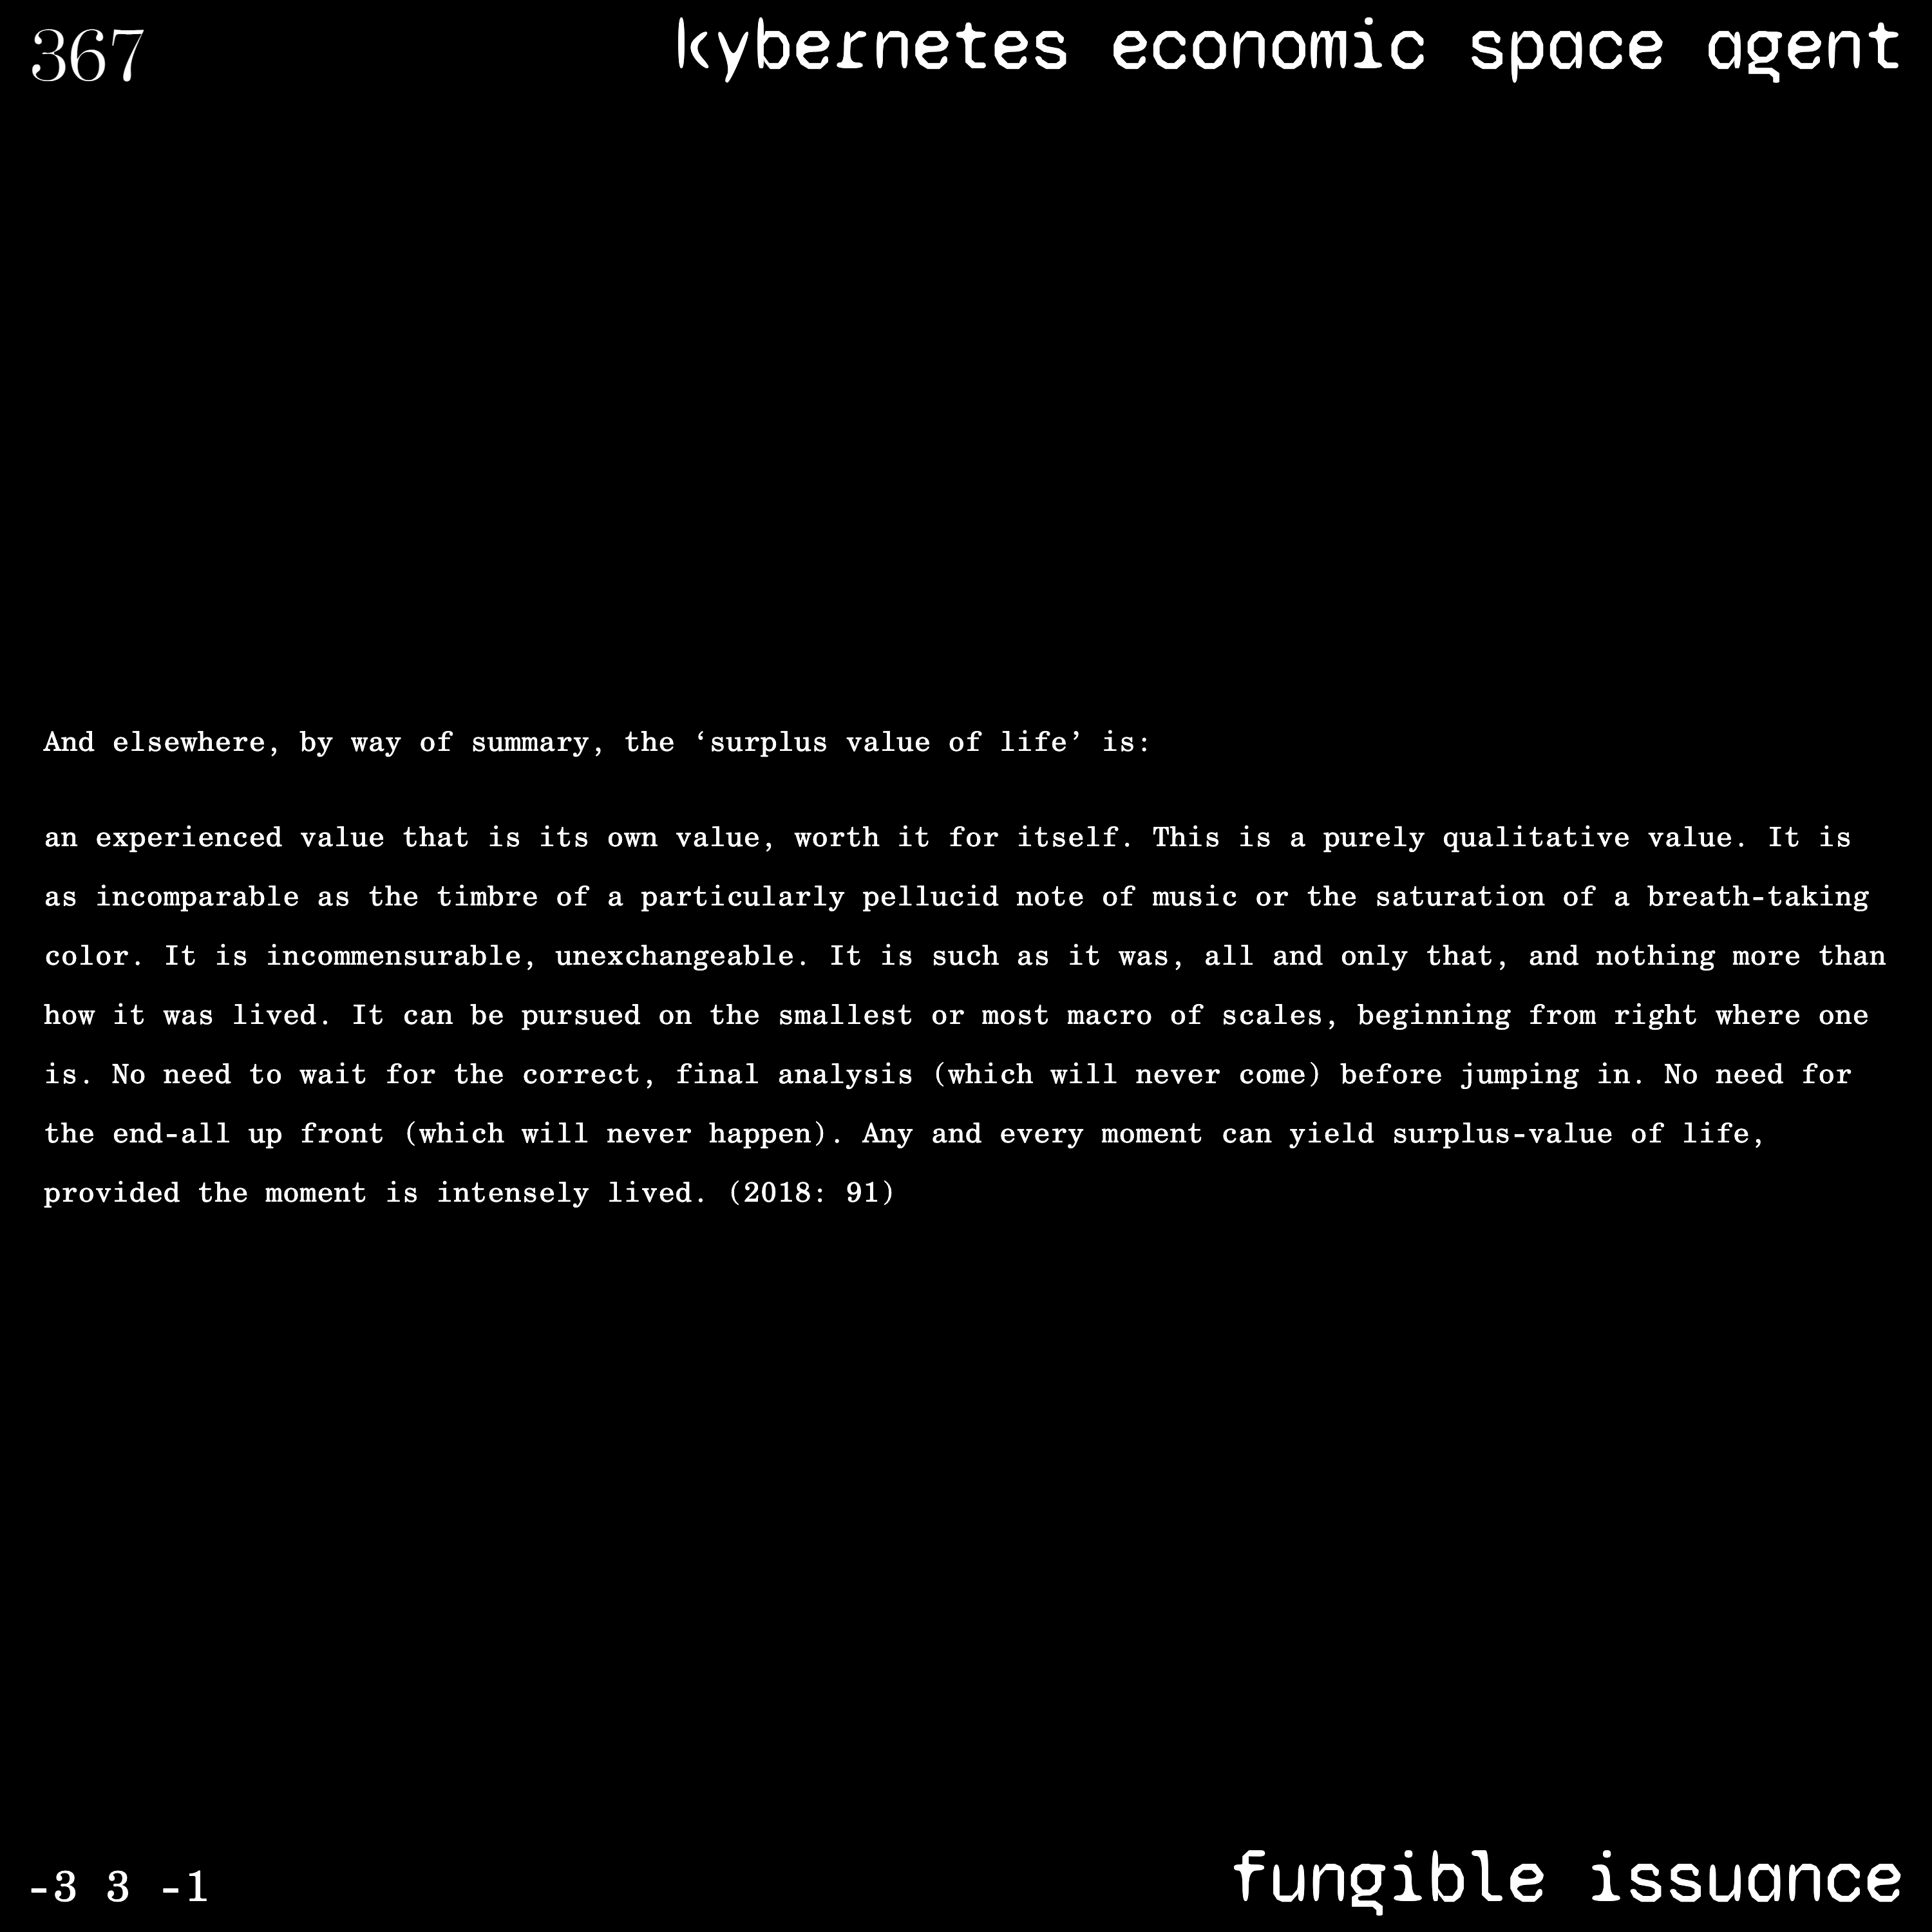 367
kybernetes economic space agent
And elsewhere, by way of summary, the ‘surplus value of life’ is:
an experienced value that is its own value, worth it for itself. This is a purely qualitative value. It is
as incomparable as the timbre of a particularly pellucid note of music or the saturation of a breath-taking
color. It is incommensurable, unexchangeable. It is such as it was, all and only that, and nothing more than
how it was lived. It can be pursued on the smallest or most macro of scales, beginning from right where one
is. No need to wait for the correct, final analysis (which will never come) before jumping in. No need for
the end-all up front (which will never happen). Any and every moment can yield surplus-value of life,
provided the moment is intensely lived. (2018: 91)
-3 3 -1
fungible issuance